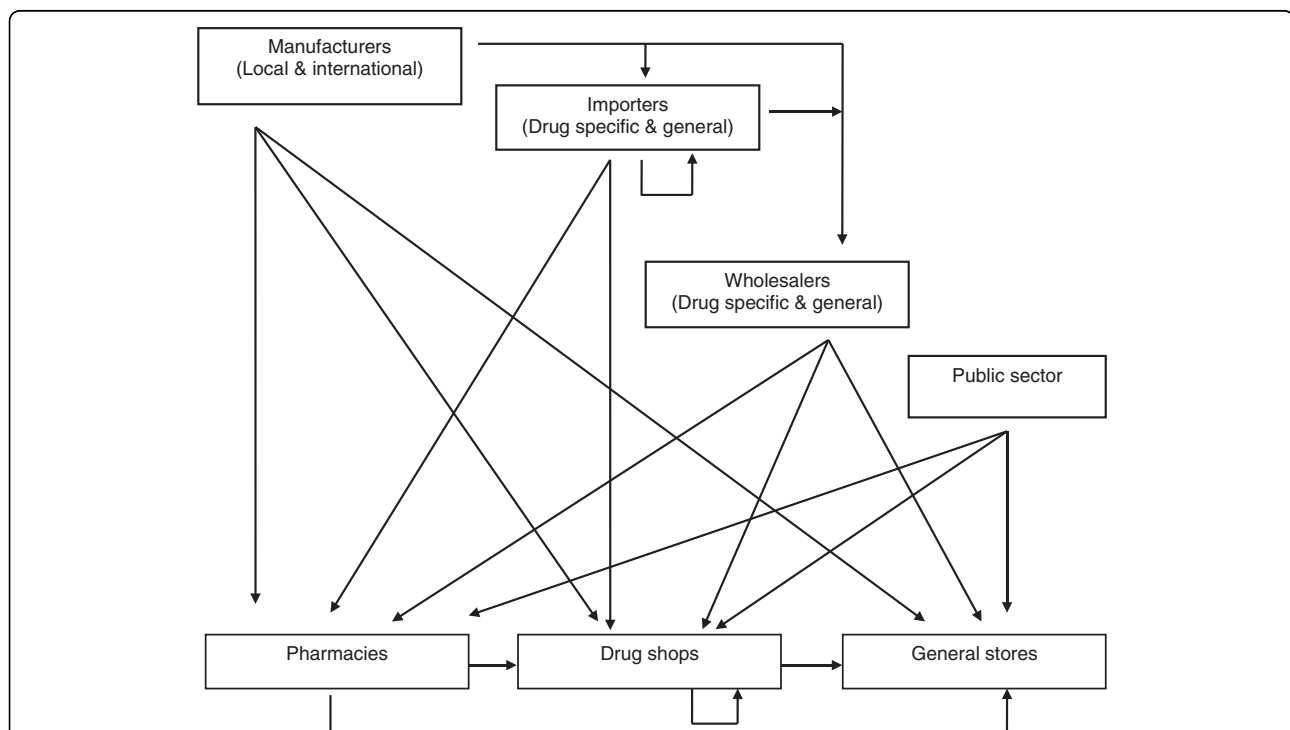 Manufacturers
(Local & international)
Importers
(Drug specific & general)
Wholesalers
(Drug specific & general)
Public sector
Pharmacies
Drug shops
General stores